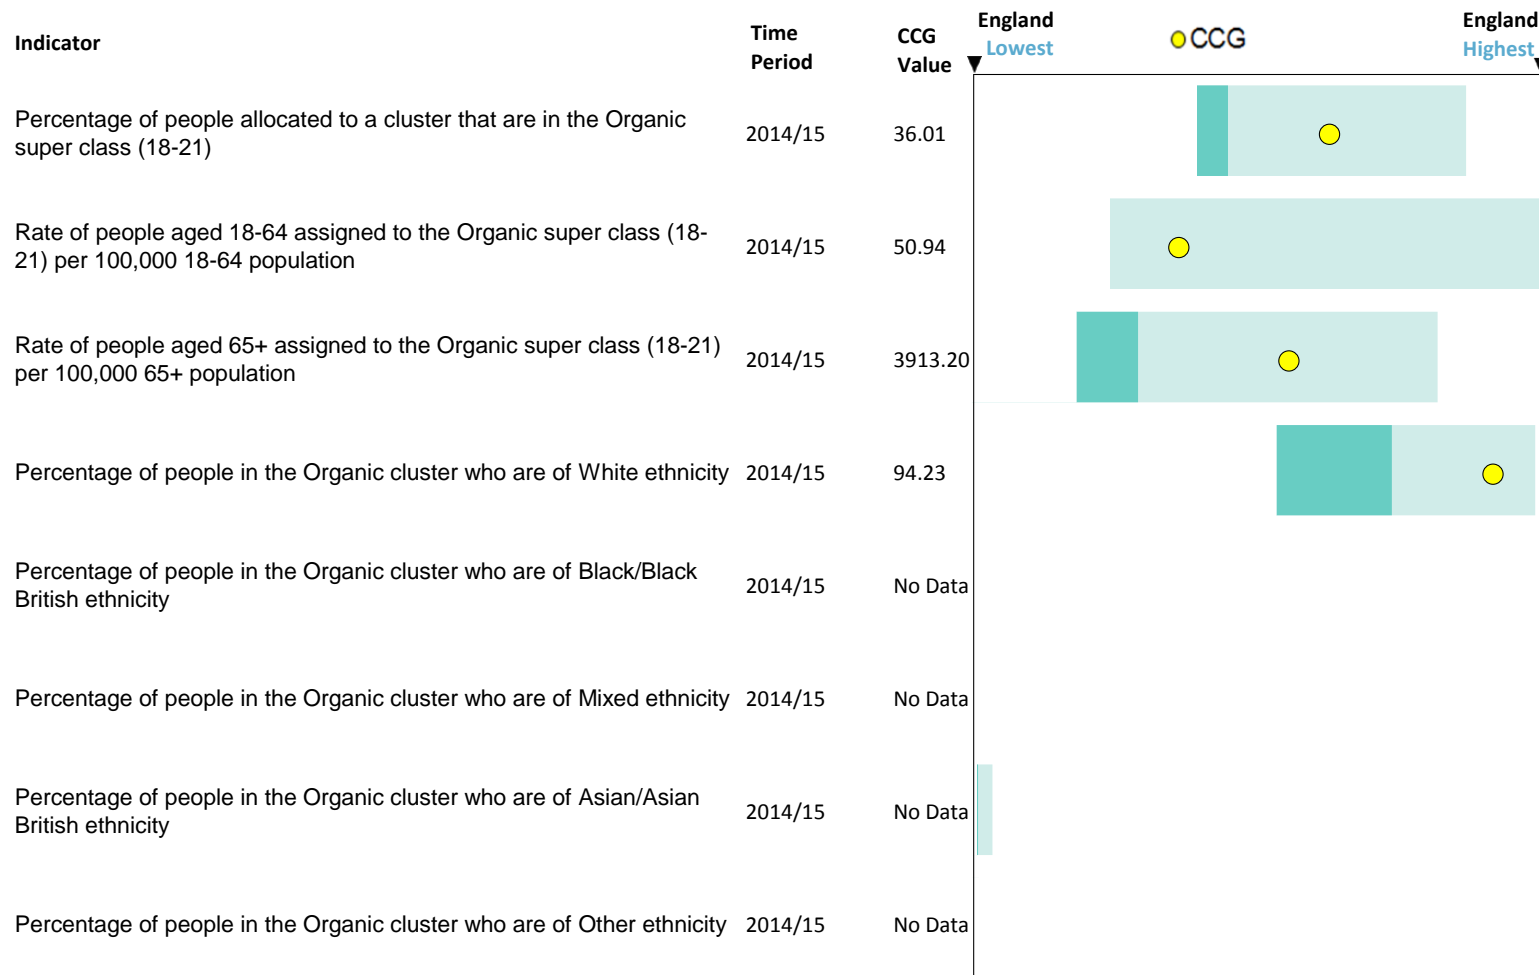 Indicator
Time Period
CCG Value
England Lowest
CCG
England Highest
Percentage of people allocated to a cluster that are in the Organic
super class (18-21)
2014/15
36.01
Rate of people aged 18-64 assigned to the Organic super class (18-
21) per 100,000 18-64 population
2014/15
50.94
Rate of people aged 65+ assigned to the Organic super class (18-21)
per 100,000 65+ population
2014/15
3913.20
Percentage of people in the Organic cluster who are of White ethnicity
2014/15
94.23
Percentage of people in the Organic cluster who are of Black/Black
British ethnicity
2014/15
No Data
Percentage of people in the Organic cluster who are of Mixed ethnicity
2014/15
No Data
Percentage of people in the Organic cluster who are of Asian/Asian
British ethnicity
2014/15
No Data
Percentage of people in the Organic cluster who are of Other ethnicity
2014/15
No Data